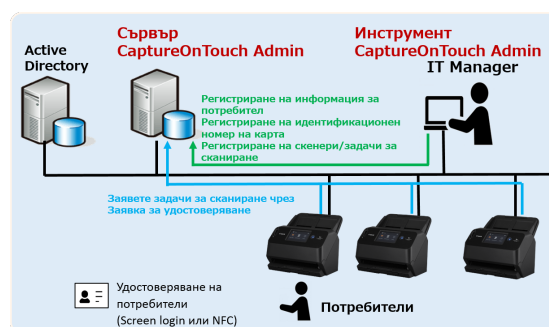 Active
Directory
Сървър
CaptureOnTouch Admin
Инструмент
CaptureOnTouch Admin
IT Manager
Регистриране на информация за
потребител
Регистриране на идентификационен
номер на карта
Регистриране на скенери/задачи за
сканиране
Заявете задачи за сканиране чрез
Заявка за удостоверяване
Удостоверяване на
потребители
(Screen login или NFC)
Потребители